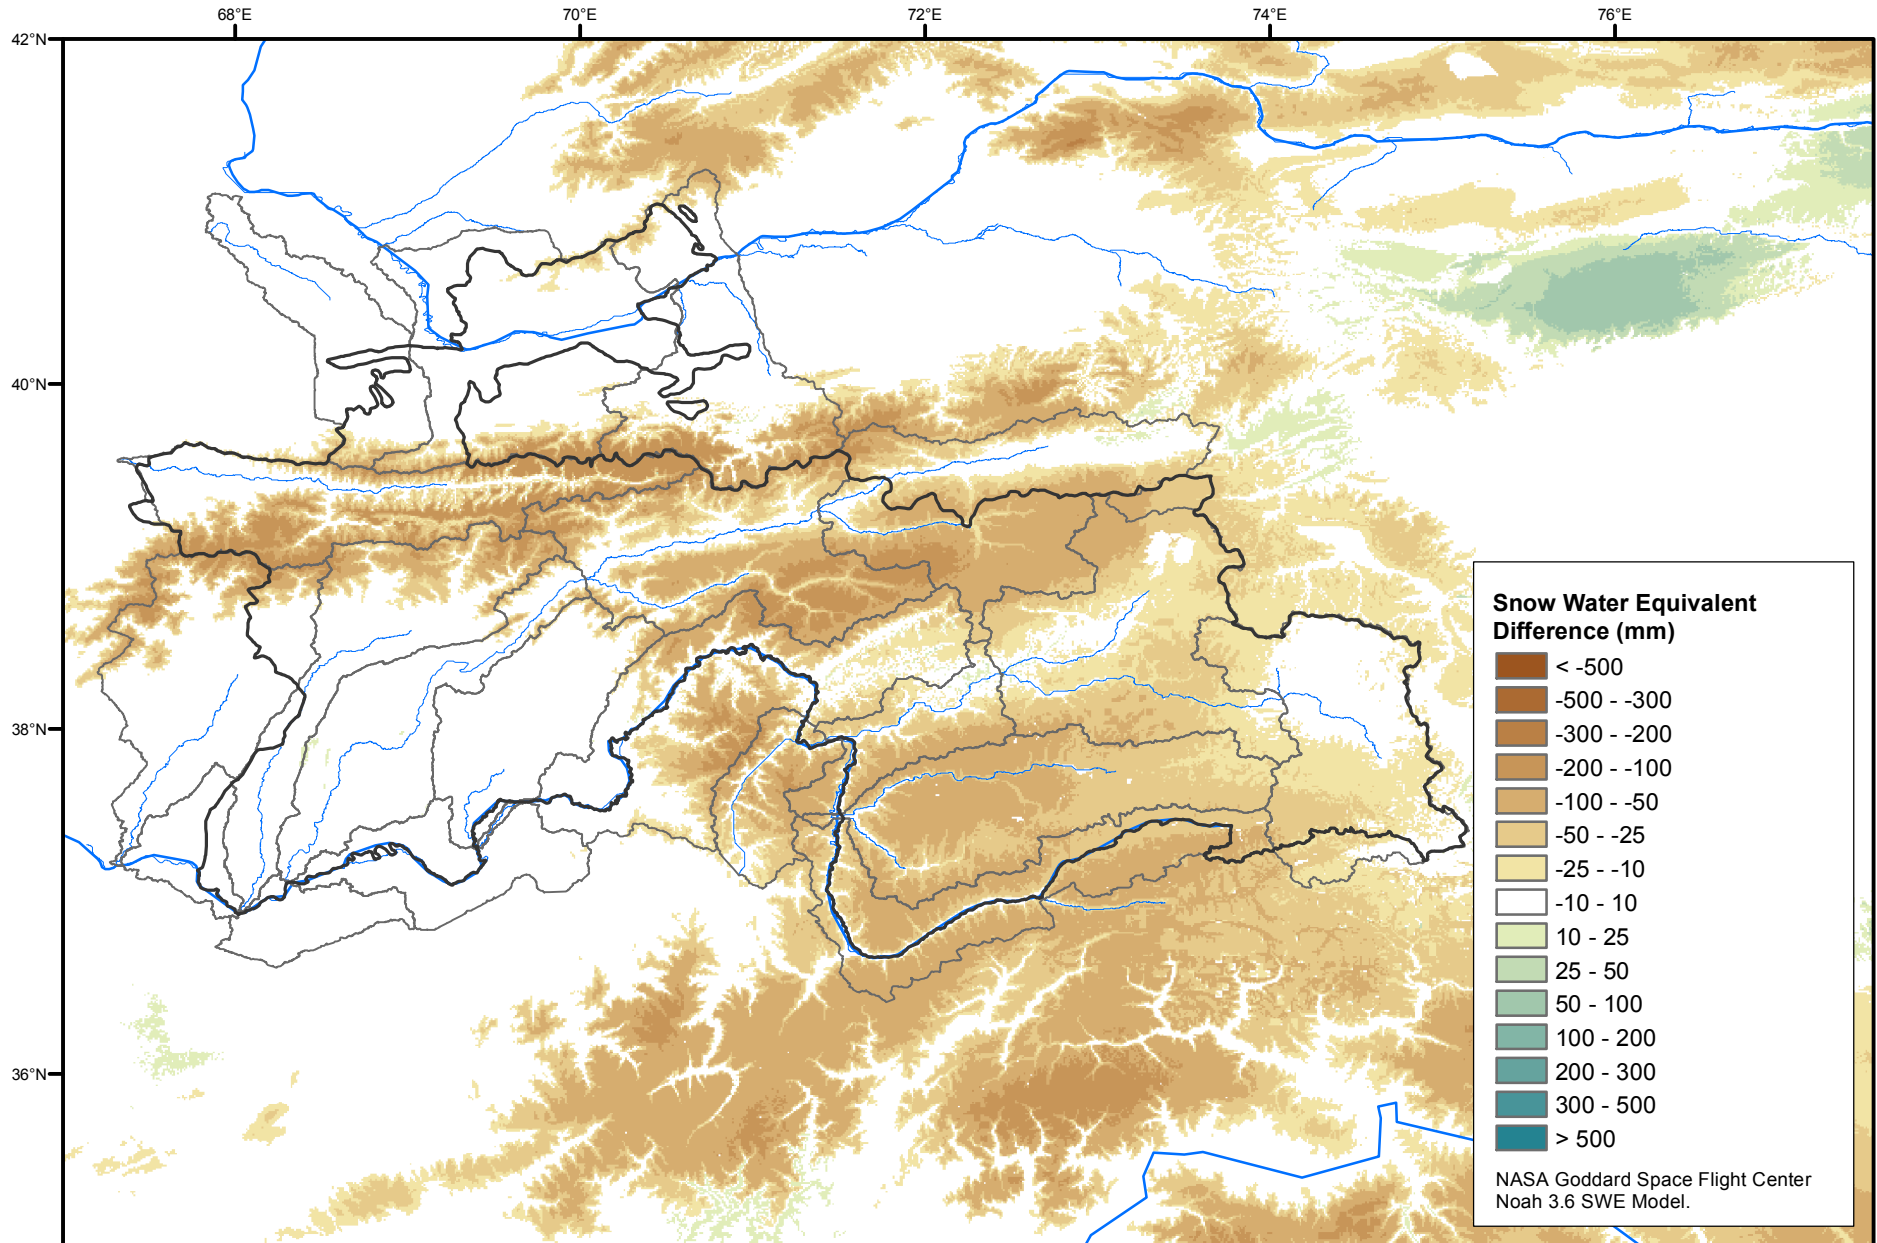 68°E
70°E
72°E
74°E
76°E
42°N
40°N
38°N
36°N
Snow Water Equivalent
Difference (mm)
< -500
-500 - -300
-300 - -200
-200 - -100
-100 - -50
-50 - -25
-25 - -10
-10 - 10
10 - 25
25 - 50
50 - 100
100 - 200
200 - 300
300 - 500
> 500
NASA Goddard Space Flight Center
Noah 3.6 SWE Model.